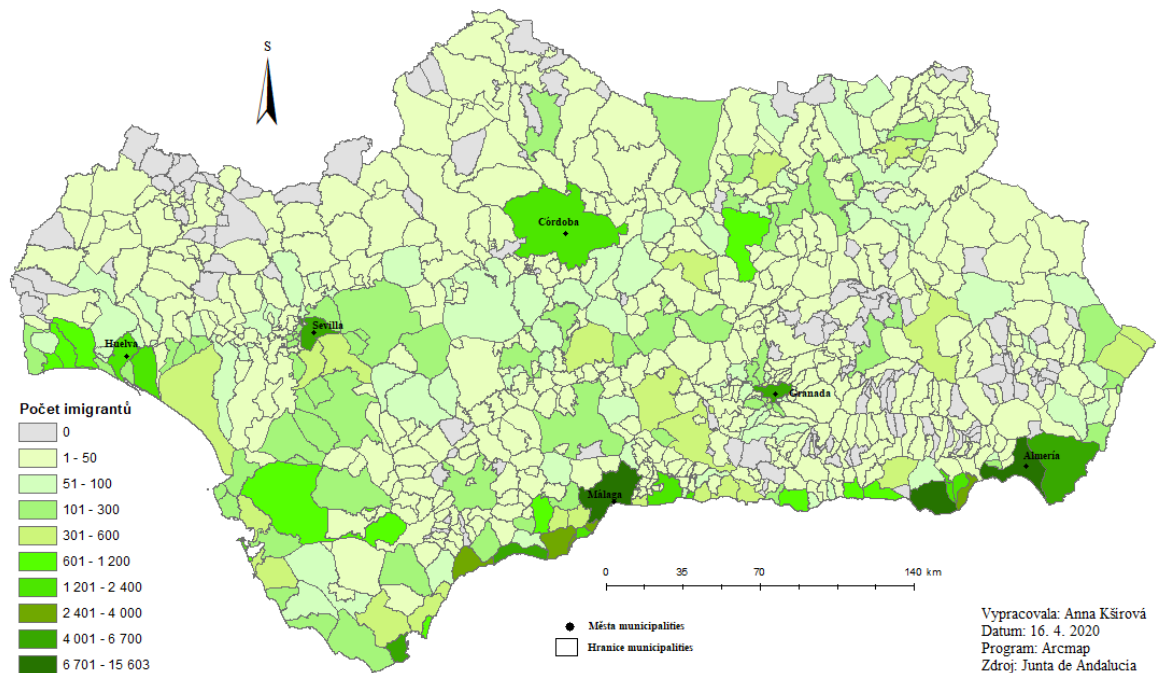 S
Córdoba
Sevilla
Huelva
Granada
Almería
Málaga
Počet imigrantů
0
1 - 50
51 - 100
101 - 300
301 - 600
601 - 1 200
1 201 - 2 400
2 401 - 4 000
4 001 - 6 700
6 701 - 15 603
0 35 70 140 km
Města municipalities
Hranice municipalities
Vypracovala: Anna Kšírová
Datum: 16. 4. 2020
Program: Arcmap
Zdroj: Junta de Andalucia